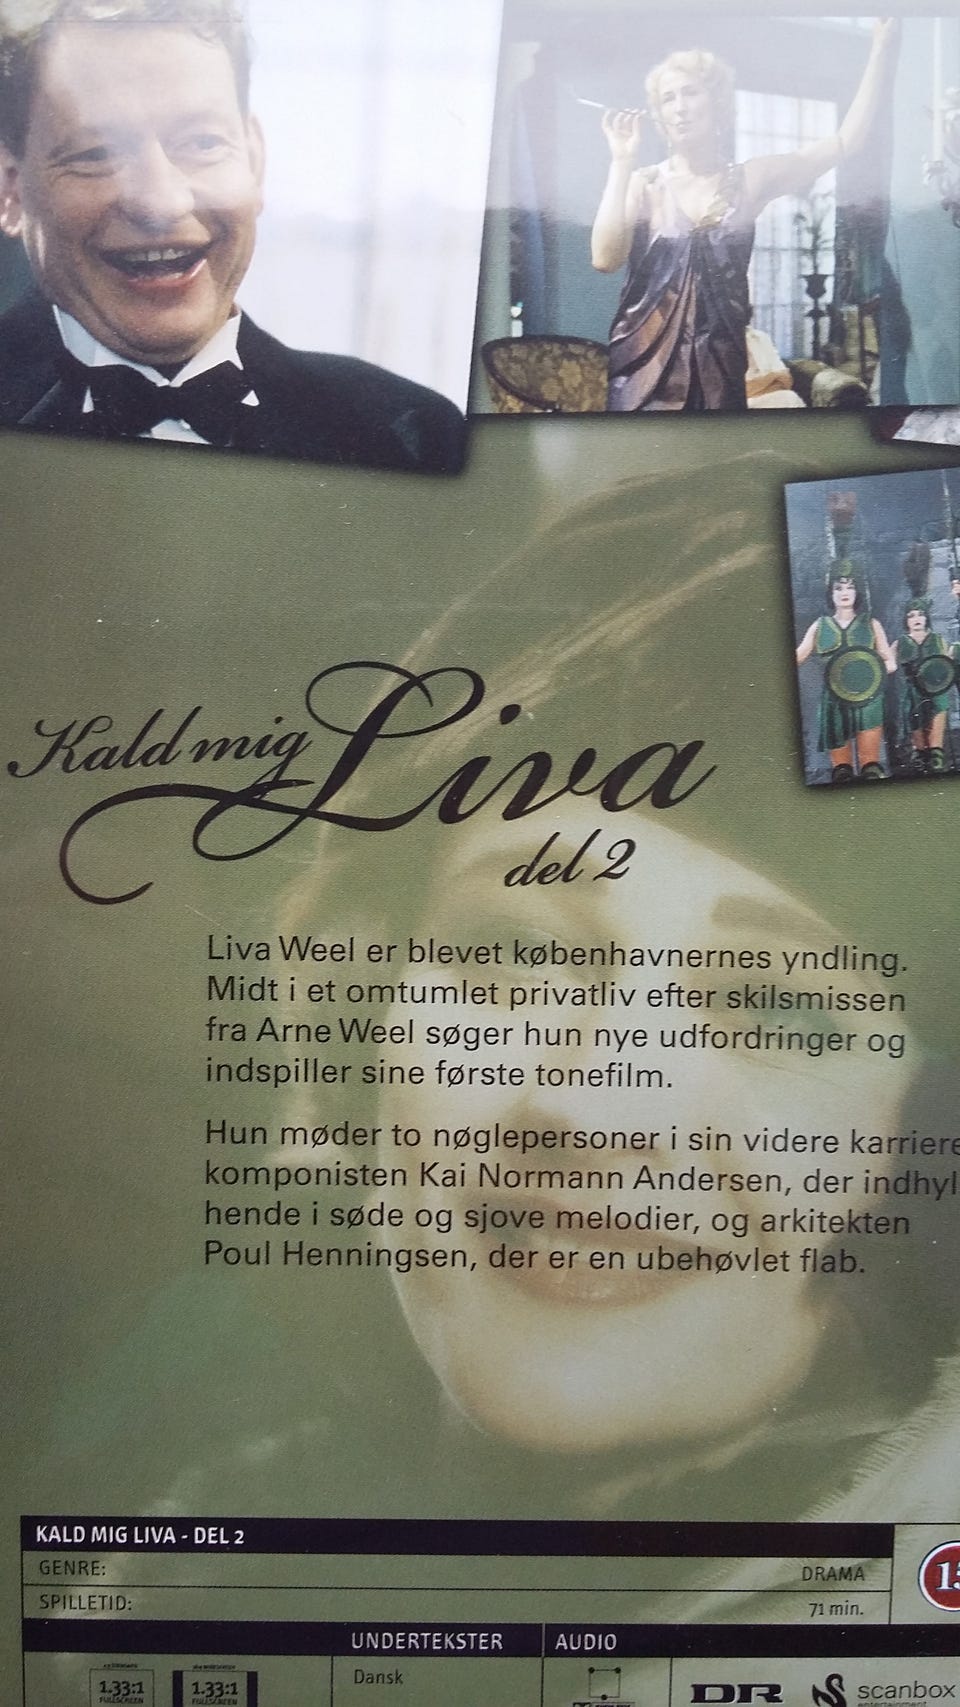 Kald mig Liva
del 2
Liva Weel er blevet københavnernes yndling.
Midt i et omtumlet privatliv efter skilsmissen
fra Arne Weel søger hun nye udfordringer og
indspiller sine første tonefilm.
Hun møder to nøglepersoner i sin videre karriere
komponisten Kai Normann Andersen, der indhyl
hende i søde og sjove melodier, og arkitekten
Poul Henningsen, der er en ubehøvlet flab.
KALD MIG LIVA - DEL 2
GENRE: DRAMA
SPILLETID: 71 min.
UNDERTEKSTER AUDIO
Dansk
1.33:1 1.33:1
FULLSCREEN FULLSCREEN
DR scanbox
entertainment